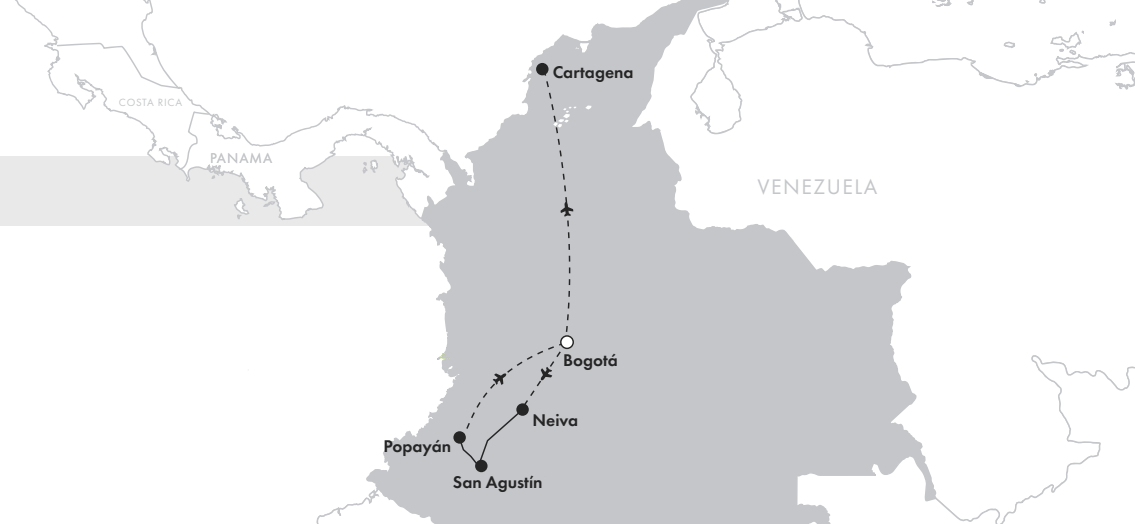 Cartagena
COSTA RICA
PANAMA
VENEZUELA
Bogotá
Neiva
Popayán
San Agustín